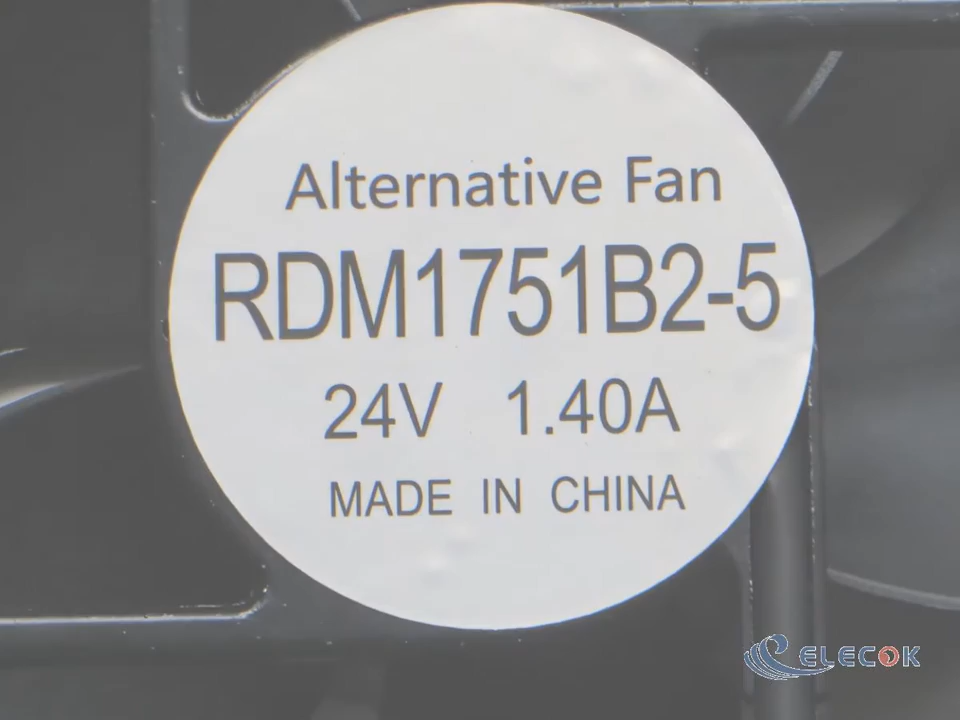 Alternative Fan
RDM1751B2-5
24V 1.40A
MADE IN CHINA
ELECOK